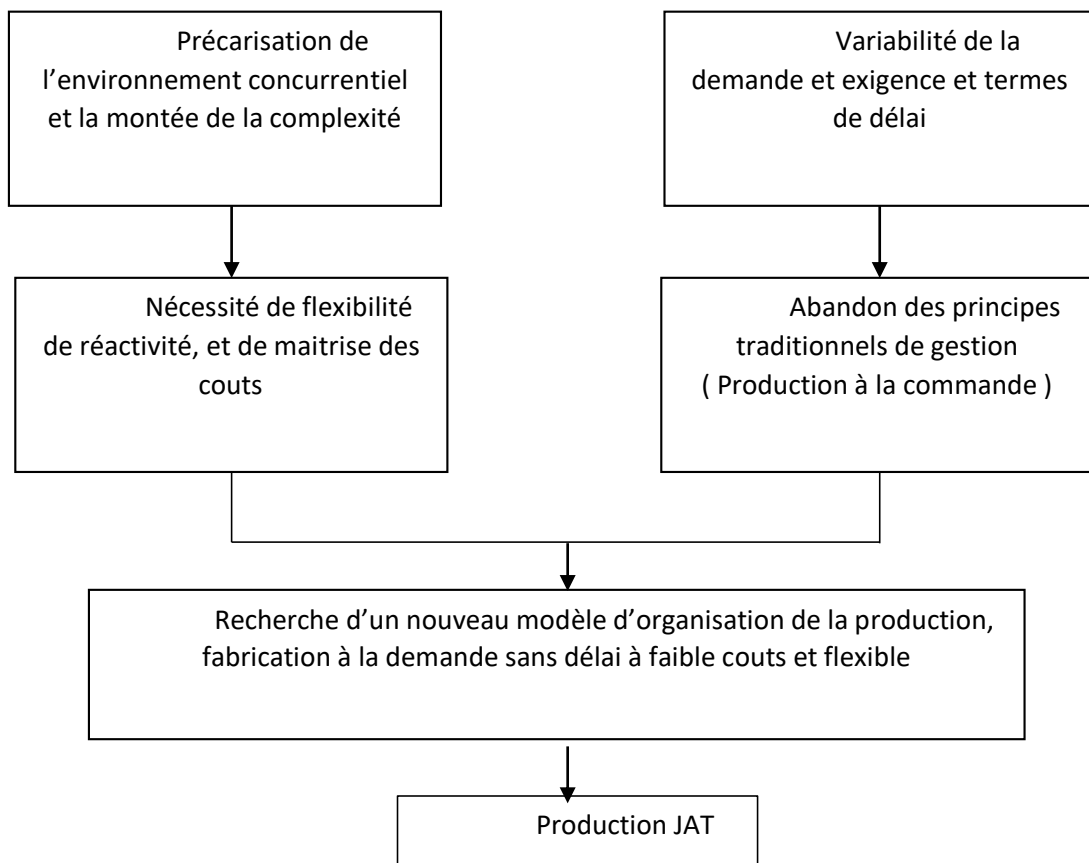 Précarisation de
l’environnement concurrentiel
et la montée de la complexité
Variabilité de la
demande et exigence et termes
de délai
Nécessité de flexibilité
de réactivité, et de maitrise des
couts
Abandon des principes
traditionnels de gestion
( Production à la commande )
Recherche d’un nouveau modèle d’organisation de la production,
fabrication à la demande sans délai à faible couts et flexible
Production JAT